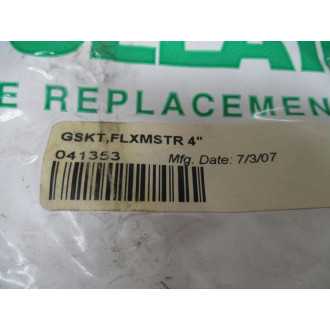 E REPLACEMEN
GSKT,FLXMSTR 4"
041353 Mfg. Date: 7/3/07